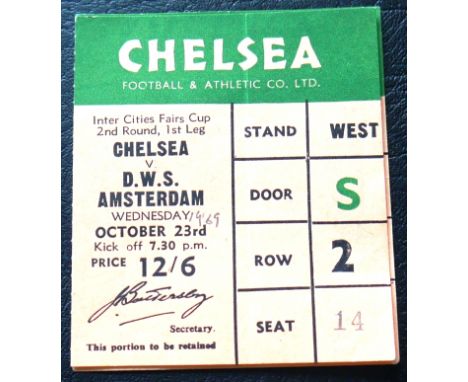 CHELSEA
FOOTBALL & ATHLETIC CO. LTD.
Inter Cities Fairs Cup
2nd Round, 1st Leg
CHELSEA
v.
D.W.S.
AMSTERDAM
WEDNESDAY 1969
OCTOBER 23rd
Kick off 7.30 p.m.
PRICE 12/6
J Battersby
Secretary.
This portion to be retained
STAND WEST
DOOR S
ROW 2
SEAT 14